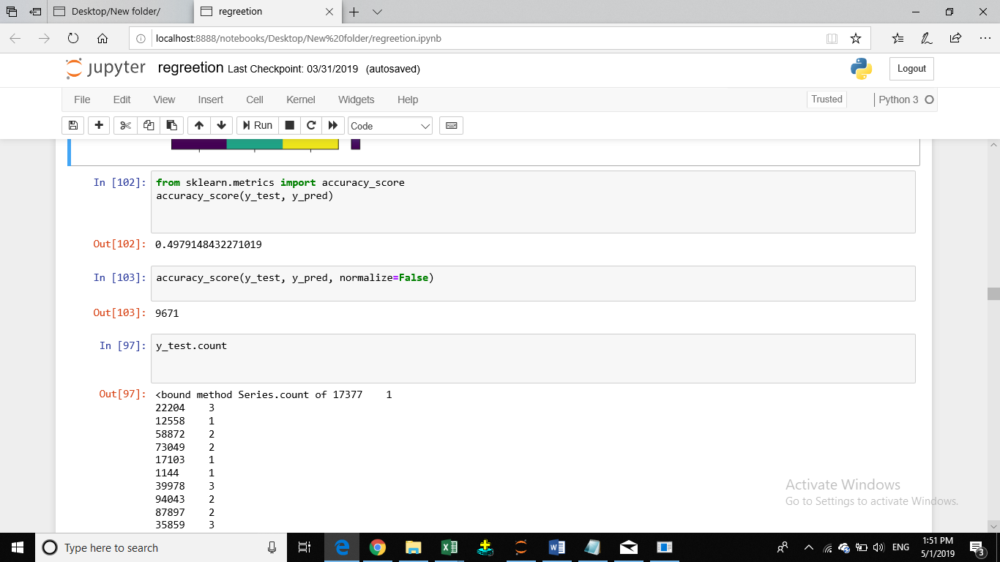 Desktop/New folder/
regreetion
localhost:8888/notebooks/Desktop/New%20folder/regreetion.ipynb
jupyter regreetion Last Checkpoint: 03/31/2019 (autosaved)
Logout
File Edit View Insert Cell Kernel Widgets Help
Trusted
Python 3
Run
Code
In [102]: from sklearn.metrics import accuracy_score
accuracy_score(y_test, y_pred)
Out[102]: 0.4979148432271019
In [103]: accuracy_score(y_test, y_pred, normalize=False)
Out[103]: 9671
In [97]: y_test.count
Out[97]: <bound method Series.count of 17377 1
22204 3
12558 1
58872 2
73049 2
17103 1
1144 1
39978 3
94043 2
87897 2
35859 3
Activate Windows
Go to Settings to activate Windows.
Type here to search
ENG
1:51 PM
5/1/2019
3